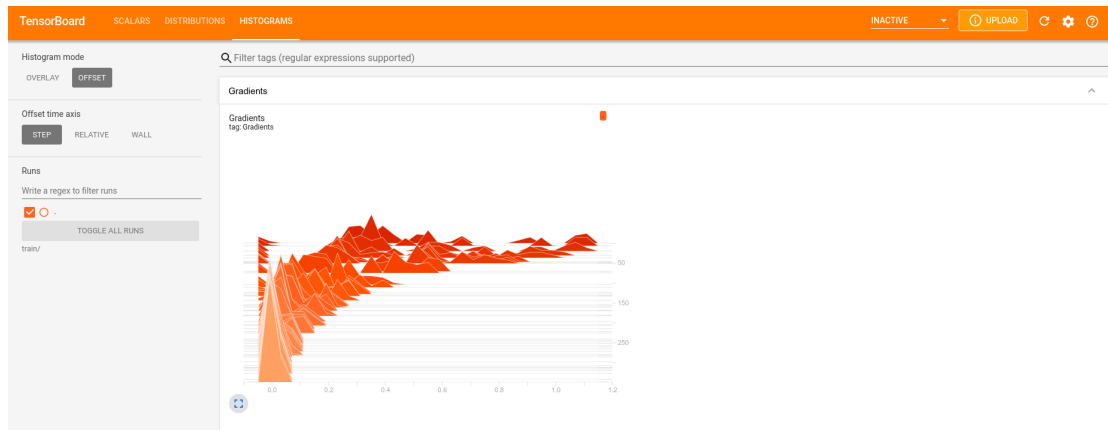 TensorBoard SCALARS DISTRIBUTIONS HISTOGRAMS INACTIVE UPLOAD
Histogram mode
OVERLAY OFFSET
Offset time axis
STEP RELATIVE WALL
Runs
Write a regex to filter runs
.
TOGGLE ALL RUNS
train/
Filter tags (regular expressions supported)
Gradients
Gradients
tag: Gradients
50
150
250
0.0 0.2 0.4 0.6 0.8 1.0 1.2